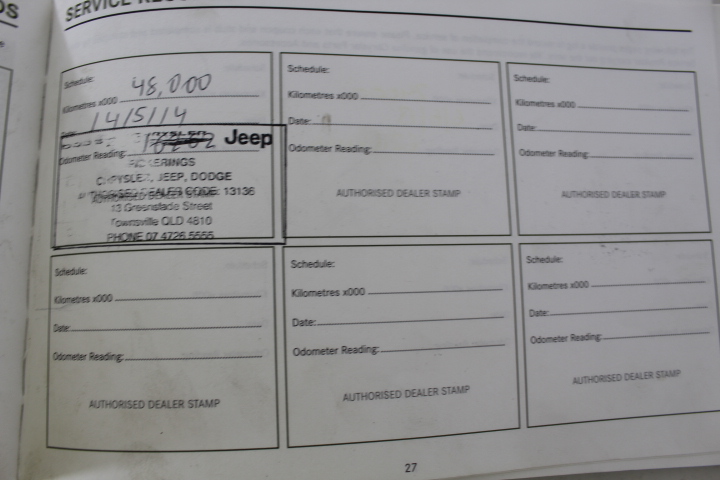 SERVICE
Schedule:
48,000
Kilometres x000
14/5/14
Date:
Jeep
Odometer Reading:
CHRYSLER, JEEP, DODGE
AUTHORISED DEALER CODE: 13136
13 Greenslade Street
Townsville QLD 4810
PHONE 07 4726 5555
Schedule:
Kilometres x000
Date:
Odometer Reading:
AUTHORISED DEALER STAMP
Schedule:
Kilometres x000
Date:
Odometer Reading:
AUTHORISED DEALER STAMP
Schedule:
Kilometres x000
Date:
Odometer Reading:
AUTHORISED DEALER STAMP
Schedule:
Kilometres x000
Date:
Odometer Reading:
AUTHORISED DEALER STAMP
Schedule:
Kilometres x000
Date:
Odometer Reading:
AUTHORISED DEALER STAMP
27